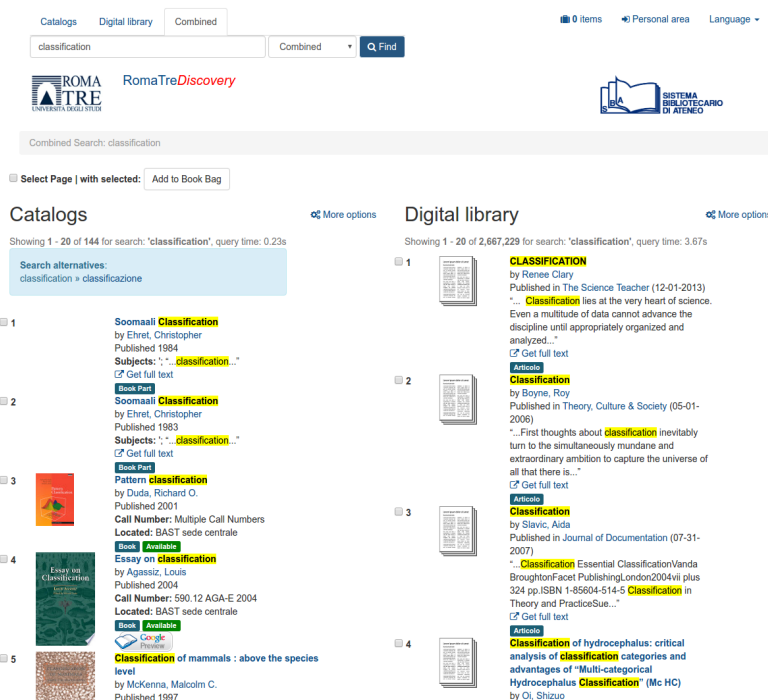 Catalogs Digital library Combined
0 items Personal area Language
classification Combined Find
ROMA
TRE
UNIVERSITÀ DEGLI STUDI
RomaTreDiscovery
SBA
SISTEMA
BIBLIOTECARIO
DI ATENEO
Combined Search: classification
Select Page | with selected: Add to Book Bag
Catalogs
More options
Showing 1 - 20 of 144 for search: 'classification', query time: 0.23s
Search alternatives:
classification » classificazione
1
Soomaali Classification
by Ehret, Christopher
Published 1984
Subjects: '; “...classification...”
Get full text
Book Part
2
Soomaali Classification
by Ehret, Christopher
Published 1983
Subjects: '; “...classification...”
Get full text
Book Part
3
Pattern classification
by Duda, Richard O.
Published 2001
Call Number: Multiple Call Numbers
Located: BAST sede centrale
Book Available
4
Essay on
Classification
Essay on classification
by Agassiz, Louis
Published 2004
Call Number: 590.12 AGA-E 2004
Located: BAST sede centrale
Book Available
Google
Preview
5
Classification of mammals : above the species
level
by McKenna, Malcolm C.
Published 1997
Digital library
More options
Showing 1 - 20 of 2,667,229 for search: 'classification', query time: 3.67s
1
CLASSIFICATION
by Renee Clary
Published in The Science Teacher (12-01-2013)
“... Classification lies at the very heart of science.
Even a multitude of data cannot advance the
discipline until appropriately organized and
analyzed...”
Get full text
Articolo
2
Classification
by Boyne, Roy
Published in Theory, Culture & Society (05-01-
2006)
“...First thoughts about classification inevitably
turn to the simultaneously mundane and
extraordinary ambition to capture the universe of
all that there is...”
Get full text
Articolo
3
Classification
by Slavic, Aida
Published in Journal of Documentation (07-31-
2007)
“...Classification Essential ClassificationVanda
BroughtonFacet PublishingLondon2004vii plus
324 pp.ISBN 1-85604-514-5 Classification in
Theory and PracticeSue...”
Get full text
Articolo
4
Classification of hydrocephalus: critical
analysis of classification categories and
advantages of “Multi-categorical
Hydrocephalus Classification” (Mc HC)
by Oi, Shizuo